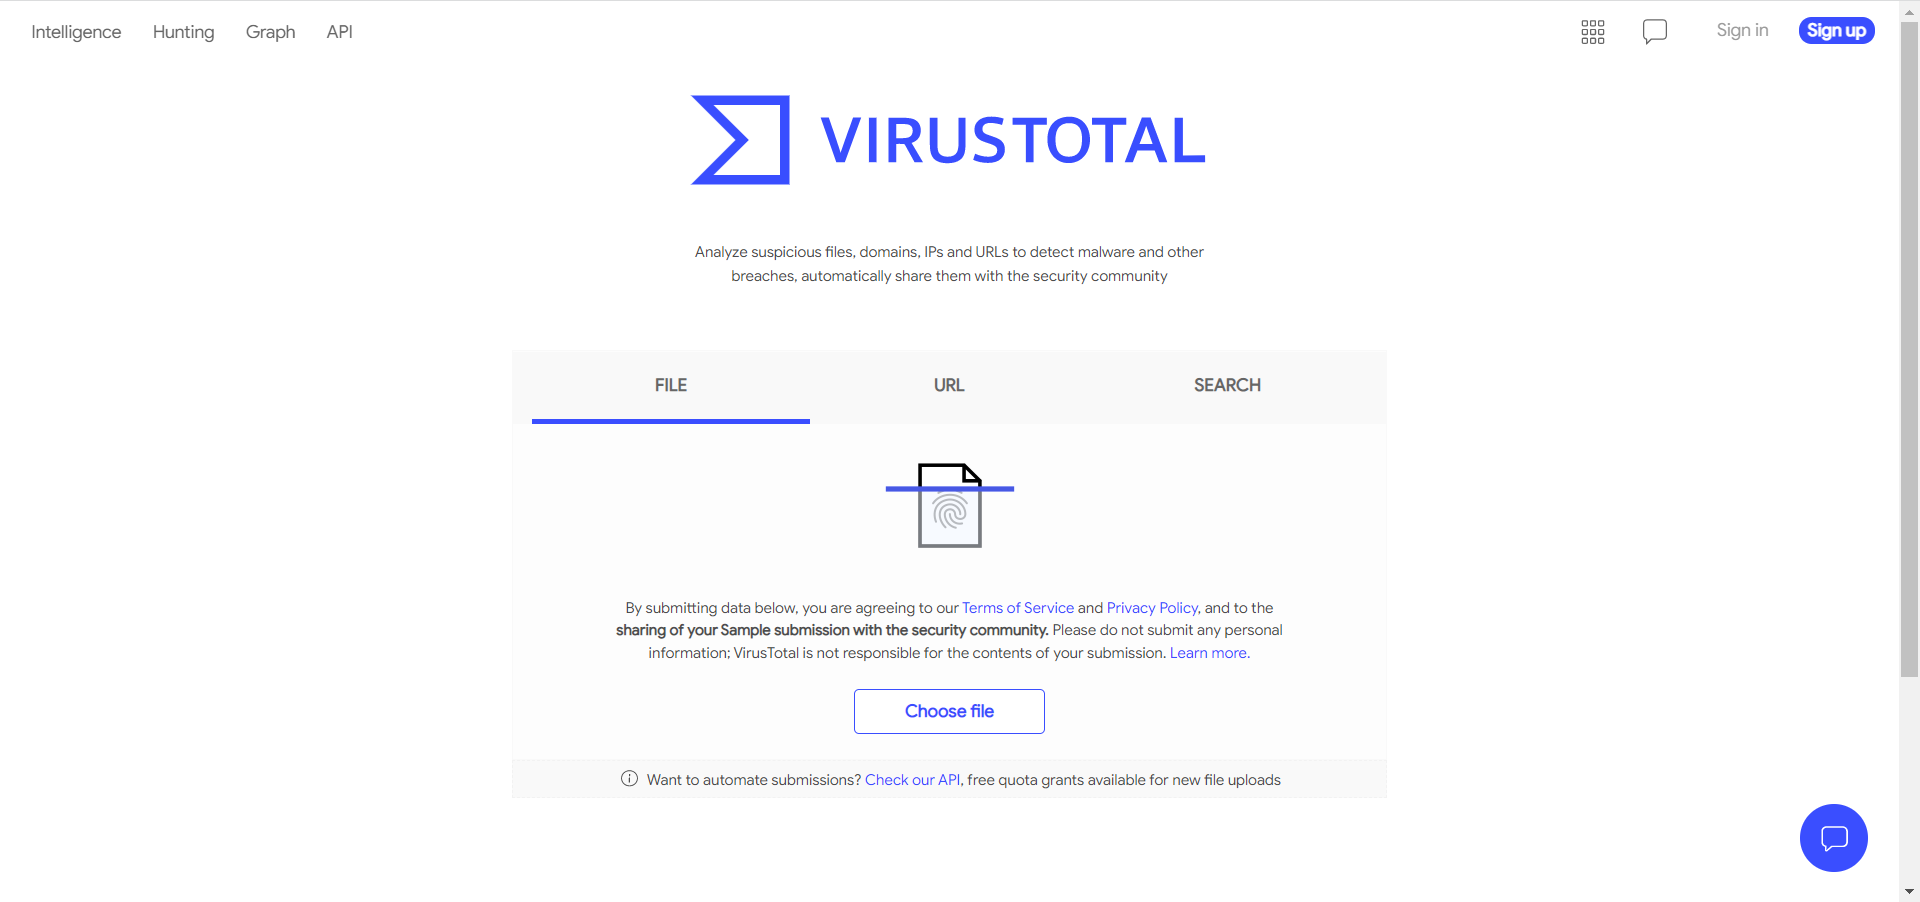 Intelligence Hunting Graph API Sign in Sign up
VIRUSTOTAL
Analyze suspicious files, domains, IPs and URLs to detect malware and other
breaches, automatically share them with the security community
FILE URL SEARCH
By submitting data below, you are agreeing to our Terms of Service and Privacy Policy, and to the
sharing of your Sample submission with the security community. Please do not submit any personal
information; VirusTotal is not responsible for the contents of your submission. Learn more.
Choose file
Want to automate submissions? Check our API, free quota grants available for new file uploads